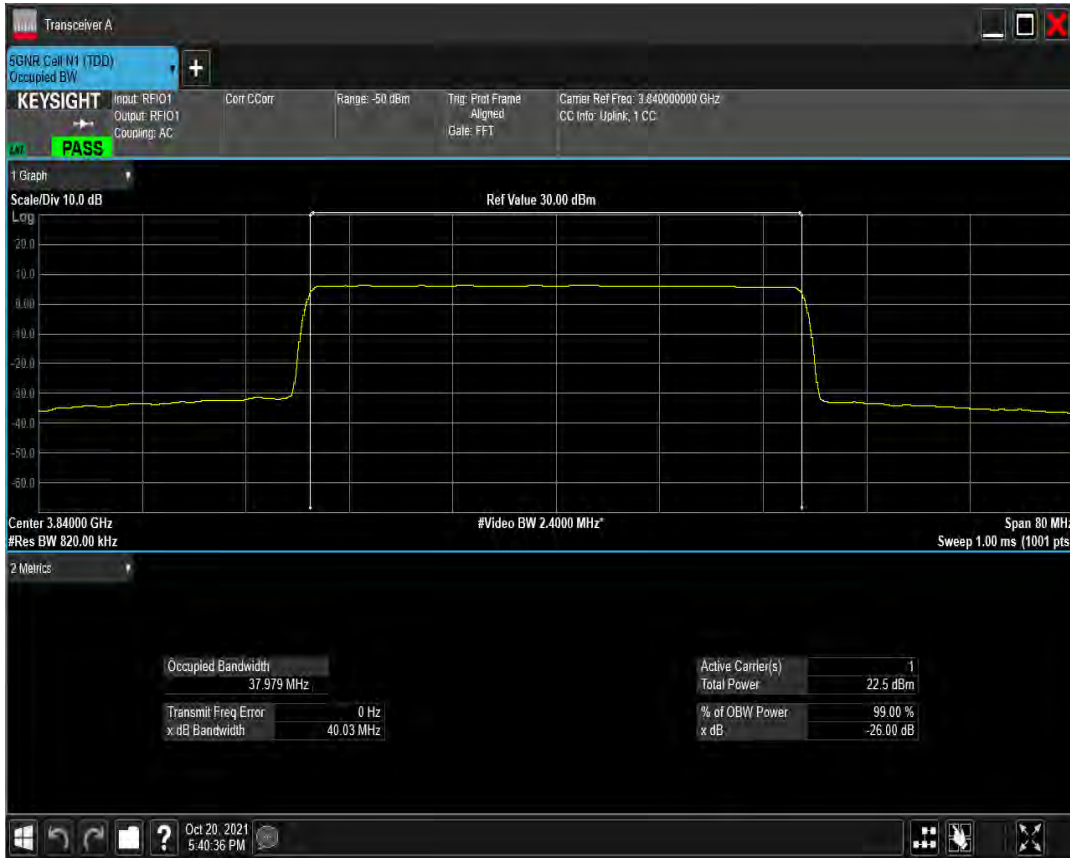 Transceiver A
5GNR Cell N1 (TDD)
Occupied BW
+
KEYSIGHT
Input: RFIO1
Output: RFIO1
Coupling: AC
Corr CCorr
Range: -50 dBm
Trig: Prot Frame
Aligned
Gate: FFT
Carrier Ref Freq: 3.840000000 GHz
CC Info: Uplink, 1 CC
PASS
1 Graph
Scale/Div 10.0 dB
Ref Value 30.00 dBm
Log
20.0
10.0
0.00
-10.0
-20.0
-30.0
-40.0
-50.0
-60.0
Center 3.84000 GHz
#Video BW 2.4000 MHz*
Span 80 MHz
#Res BW 820.00 kHz
Sweep 1.00 ms (1001 pts
2 Metrics
Occupied Bandwidth
37.979 MHz
Transmit Freq Error 0 Hz
x dB Bandwidth 40.03 MHz
Active Carrier(s) 1
Total Power 22.5 dBm
% of OBW Power 99.00 %
x dB -26.00 dB
?
Oct 20, 2021
5:40:36 PM